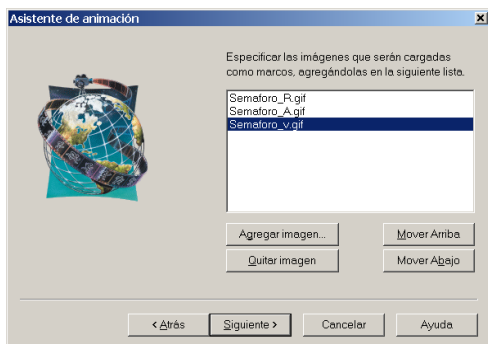 Asistente de animación
Especificar las imágenes que serán cargadas
como marcos, agregándolas en la siguiente lista.
Semaforo_R.gif
Semaforo_A.gif
Semaforo_v.gif
Agregar imagen...
Mover Arriba
Quitar imagen
Mover Abajo
< Atrás
Siguiente >
Cancelar
Ayuda